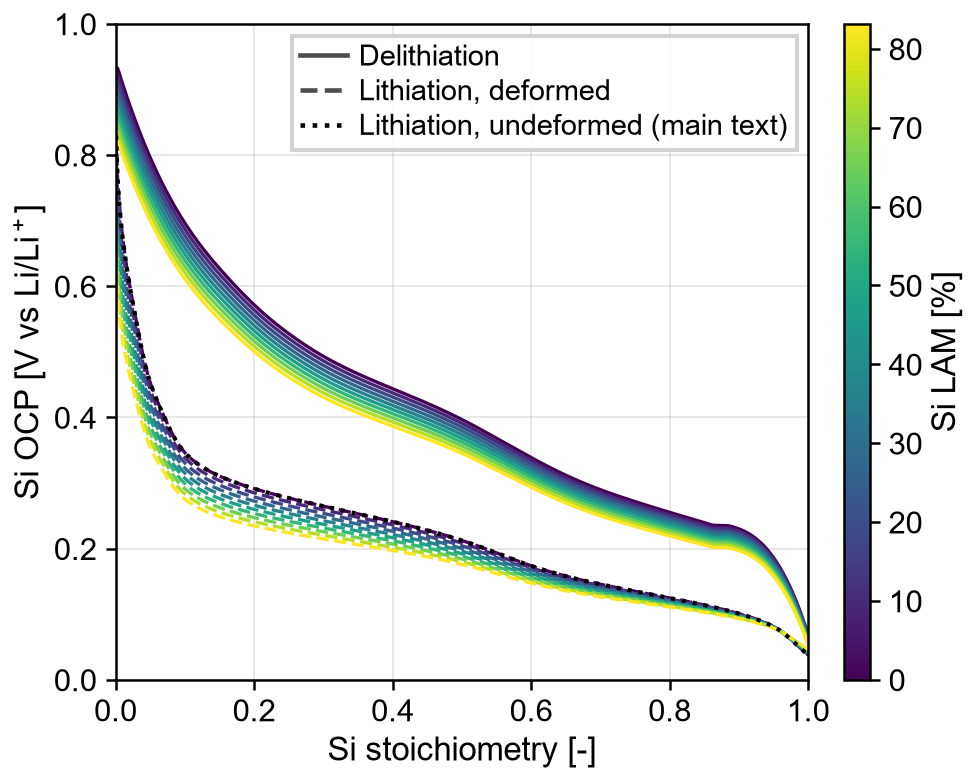 Delithiation
Lithiation, deformed
Lithiation, undeformed (main text)
1.0
0.8
0.6
0.4
0.2
0.0
Si OCP [V vs Li/Li⁺]
0.0 0.2 0.4 0.6 0.8 1.0
Si stoichiometry [-]
80
70
60
50
40
30
20
10
0
Si LAM [%]